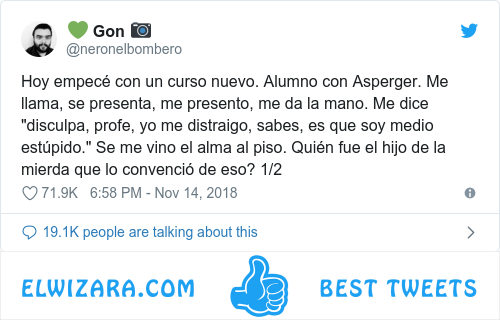 💚 Gon 📷
@neronelbombero
Hoy empecé con un curso nuevo. Alumno con Asperger. Me
llama, se presenta, me presento, me da la mano. Me dice
"disculpa, profe, yo me distraigo, sabes, es que soy medio
estúpido." Se me vino el alma al piso. Quién fue el hijo de la
mierda que lo convenció de eso? 1/2
71.9K 6:58 PM - Nov 14, 2018
19.1K people are talking about this
ELWIZARA.COM BEST TWEETS